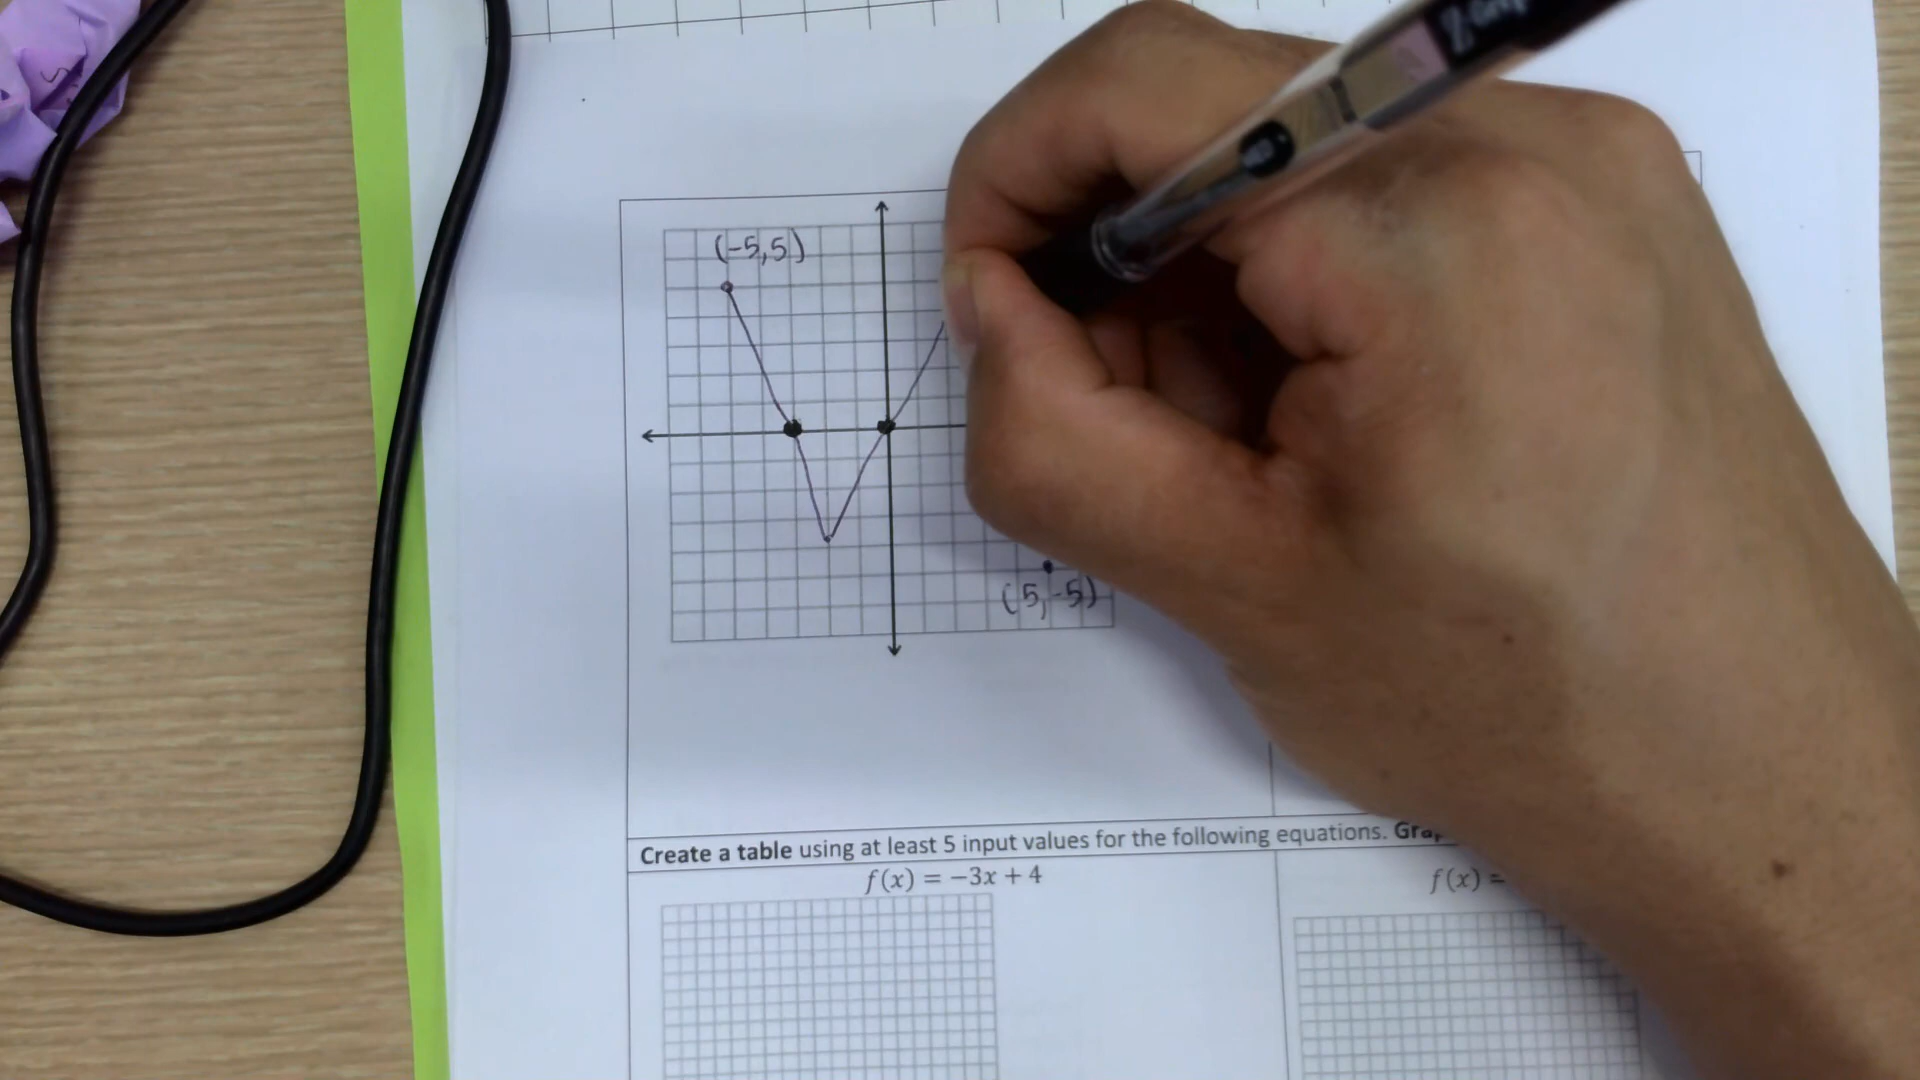 (-5,5)
(5,-5)
Create a table using at least 5 input values for the following equations.
f(x) = −3x + 4
f(x) =